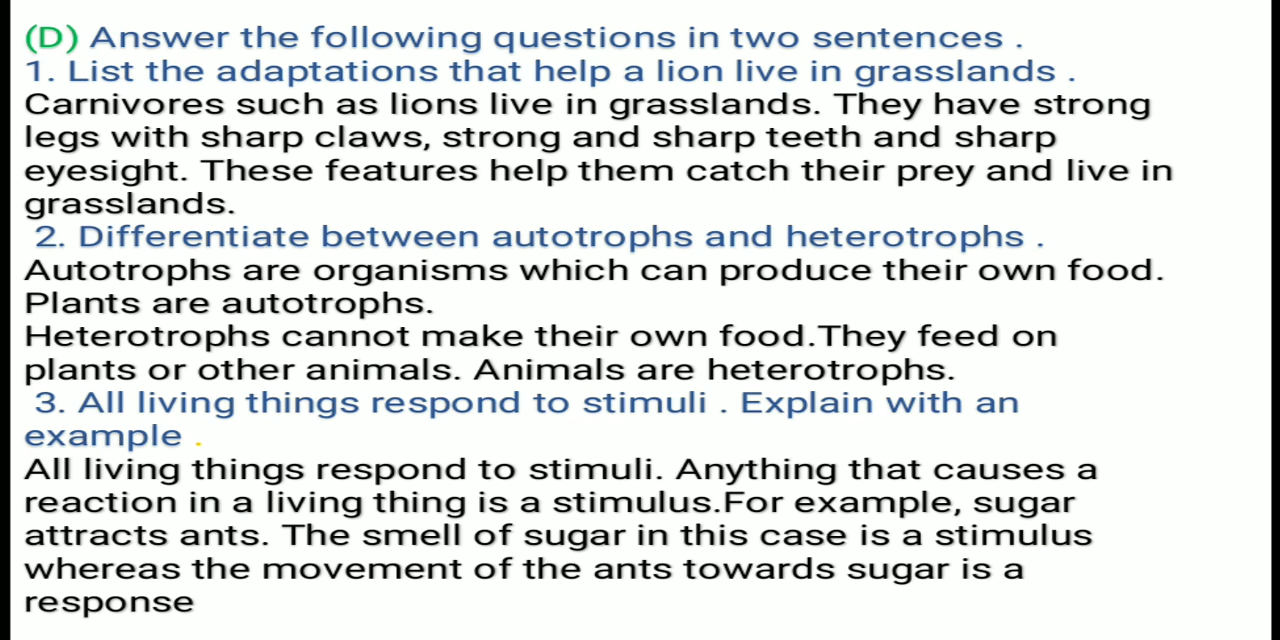 (D) Answer the following questions in two sentences .
1. List the adaptations that help a lion live in grasslands .
Carnivores such as lions live in grasslands. They have strong
legs with sharp claws, strong and sharp teeth and sharp
eyesight. These features help them catch their prey and live in
grasslands.
2. Differentiate between autotrophs and heterotrophs .
Autotrophs are organisms which can produce their own food.
Plants are autotrophs.
Heterotrophs cannot make their own food.They feed on
plants or other animals. Animals are heterotrophs.
3. All living things respond to stimuli . Explain with an
example .
All living things respond to stimuli. Anything that causes a
reaction in a living thing is a stimulus.For example, sugar
attracts ants. The smell of sugar in this case is a stimulus
whereas the movement of the ants towards sugar is a
response